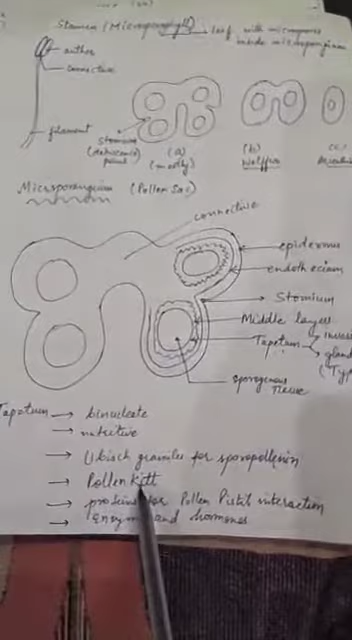 Stamen (Microsporophyll) → leaf with microspores
inside microsporangium
anther
connective
filament
Stomium
(dehiscence
point)
(a)
(mostly)
(b)
Wolffia
(c)
Microsporangium (Pollen Sac)
connective
epidermis
endothecium
Stomium
Middle layers
Tapetum
sporogenous
tissue
Tapetum → binucleate
→ nutritive
→ Ubisch granules for sporopollenin
→ Pollen kitt
→ proteins for Pollen Pistil interaction
→ enzymes and hormones